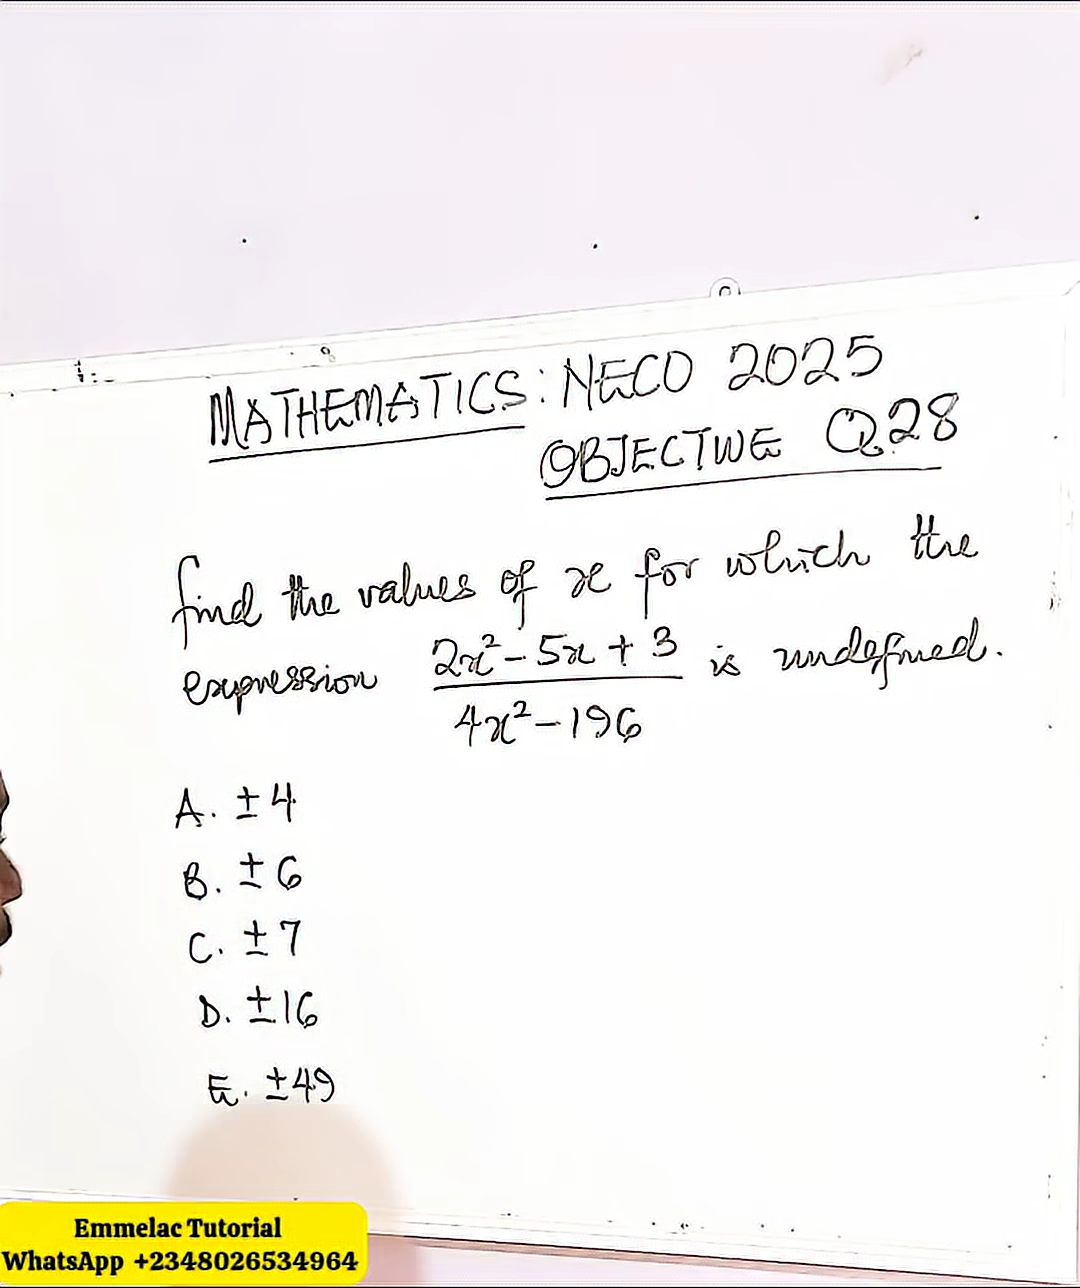 MATHEMATICS: NECO 2025
OBJECTIVE Q.28
find the values of x for which the
expression (2x² - 5x + 3)/(4x² - 196) is undefined.
A. ±4
B. ±6
C. ±7
D. ±16
E. ±49
Emmelac Tutorial
WhatsApp +2348026534964